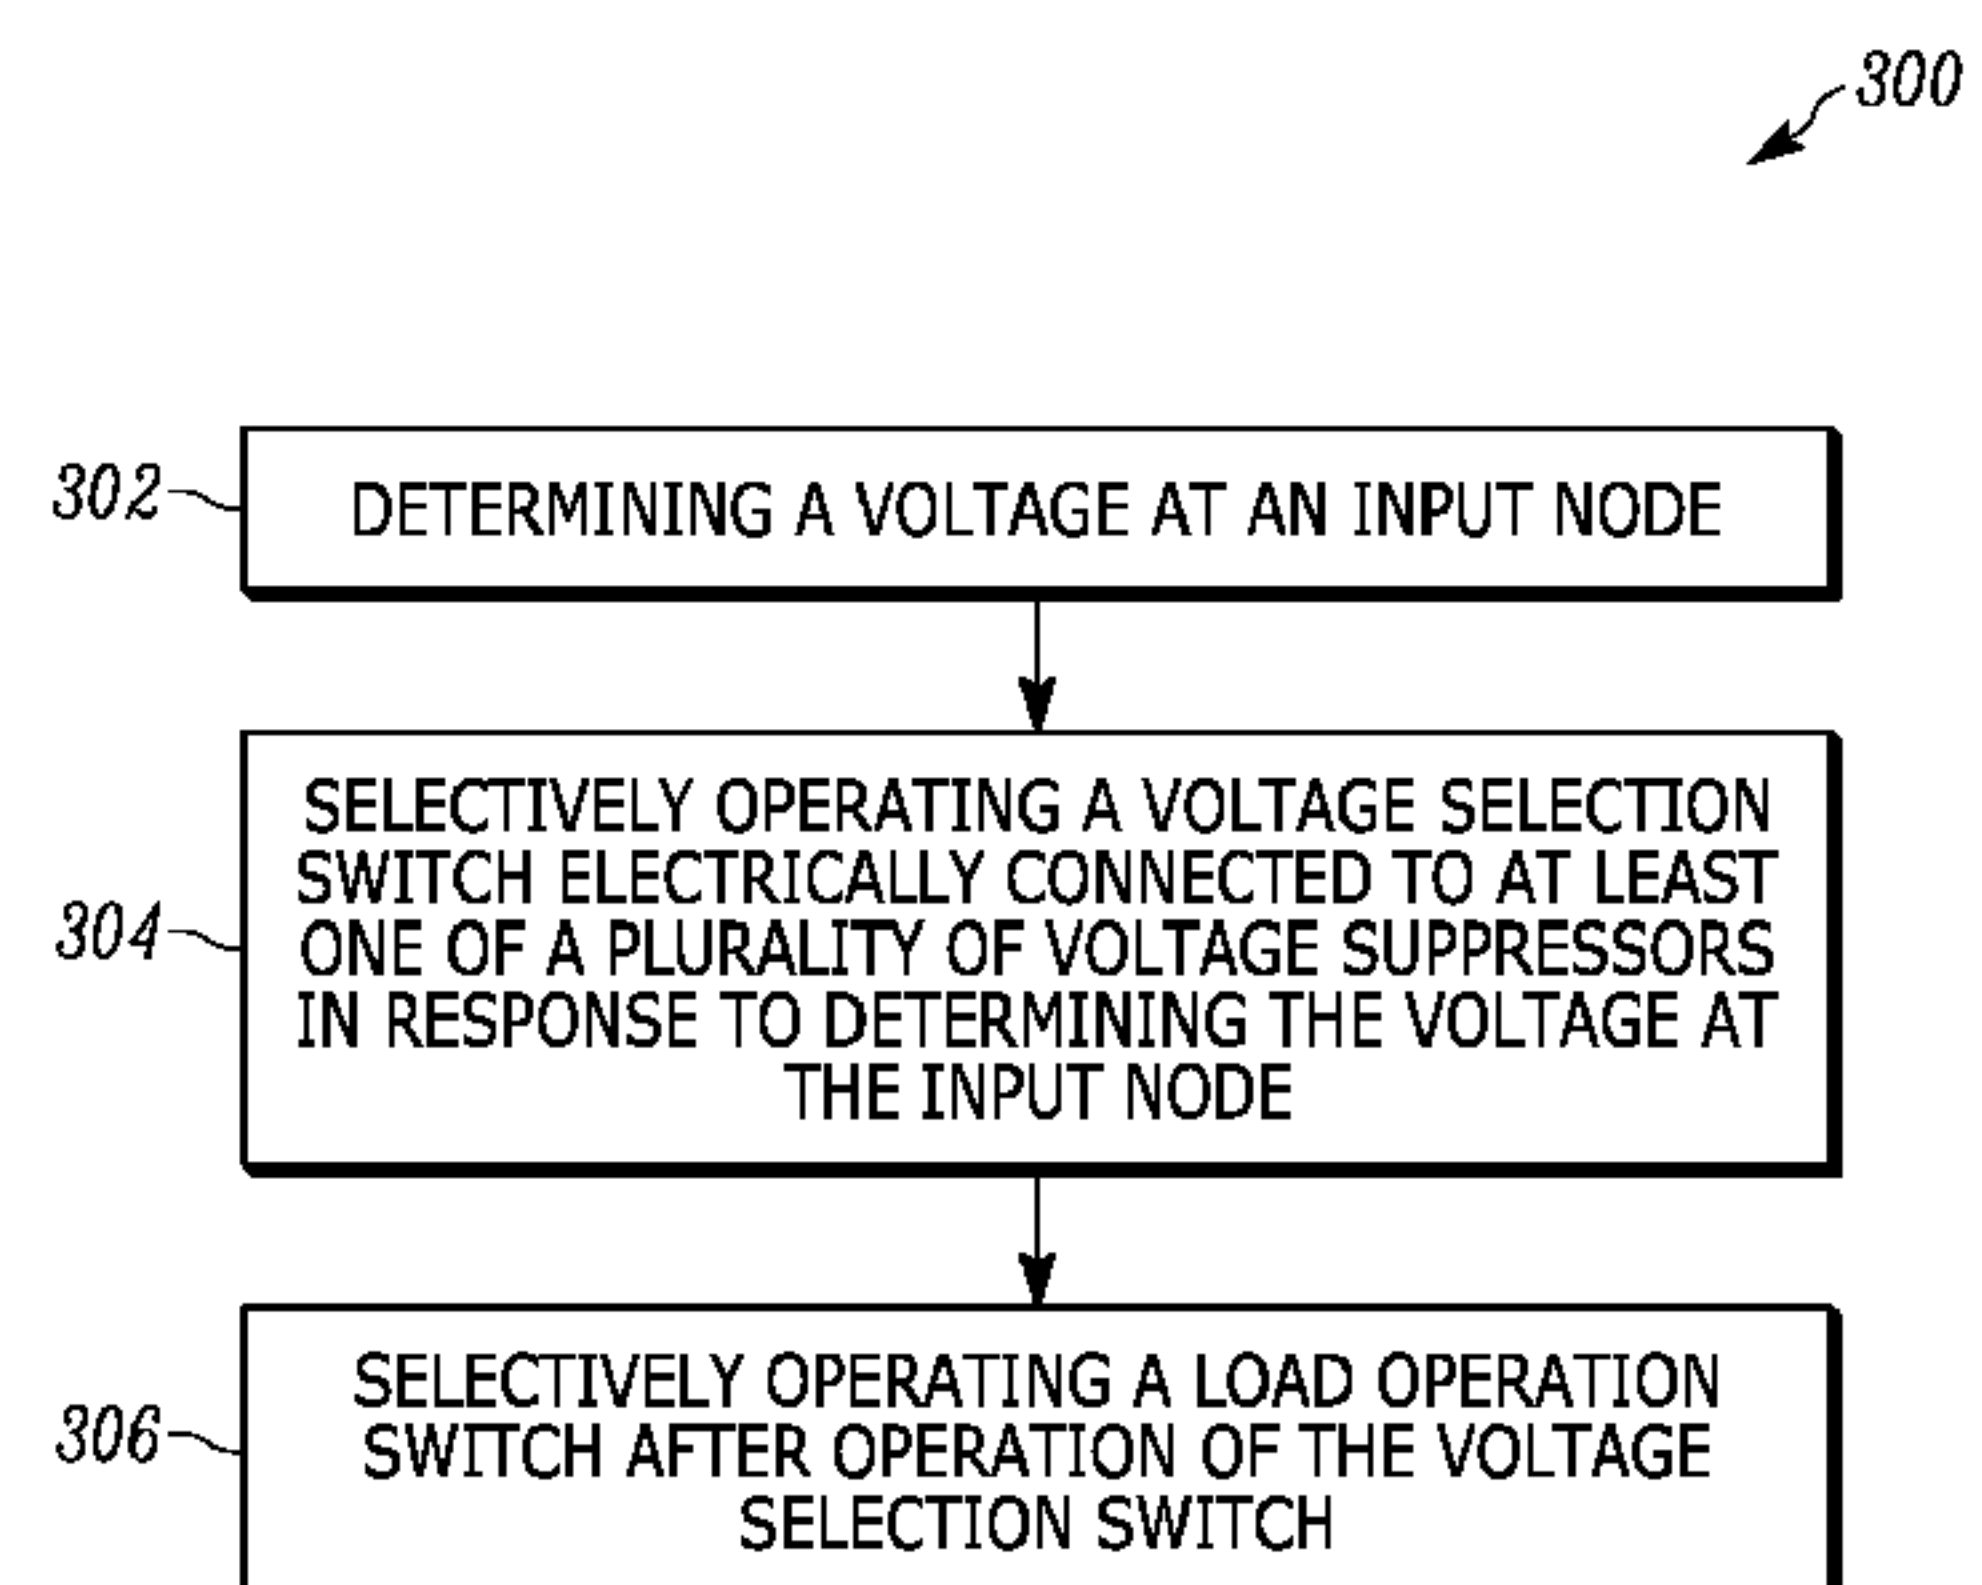 300
302
DETERMINING A VOLTAGE AT AN INPUT NODE
304
SELECTIVELY OPERATING A VOLTAGE SELECTION
SWITCH ELECTRICALLY CONNECTED TO AT LEAST
ONE OF A PLURALITY OF VOLTAGE SUPPRESSORS
IN RESPONSE TO DETERMINING THE VOLTAGE AT
THE INPUT NODE
306
SELECTIVELY OPERATING A LOAD OPERATION
SWITCH AFTER OPERATION OF THE VOLTAGE
SELECTION SWITCH